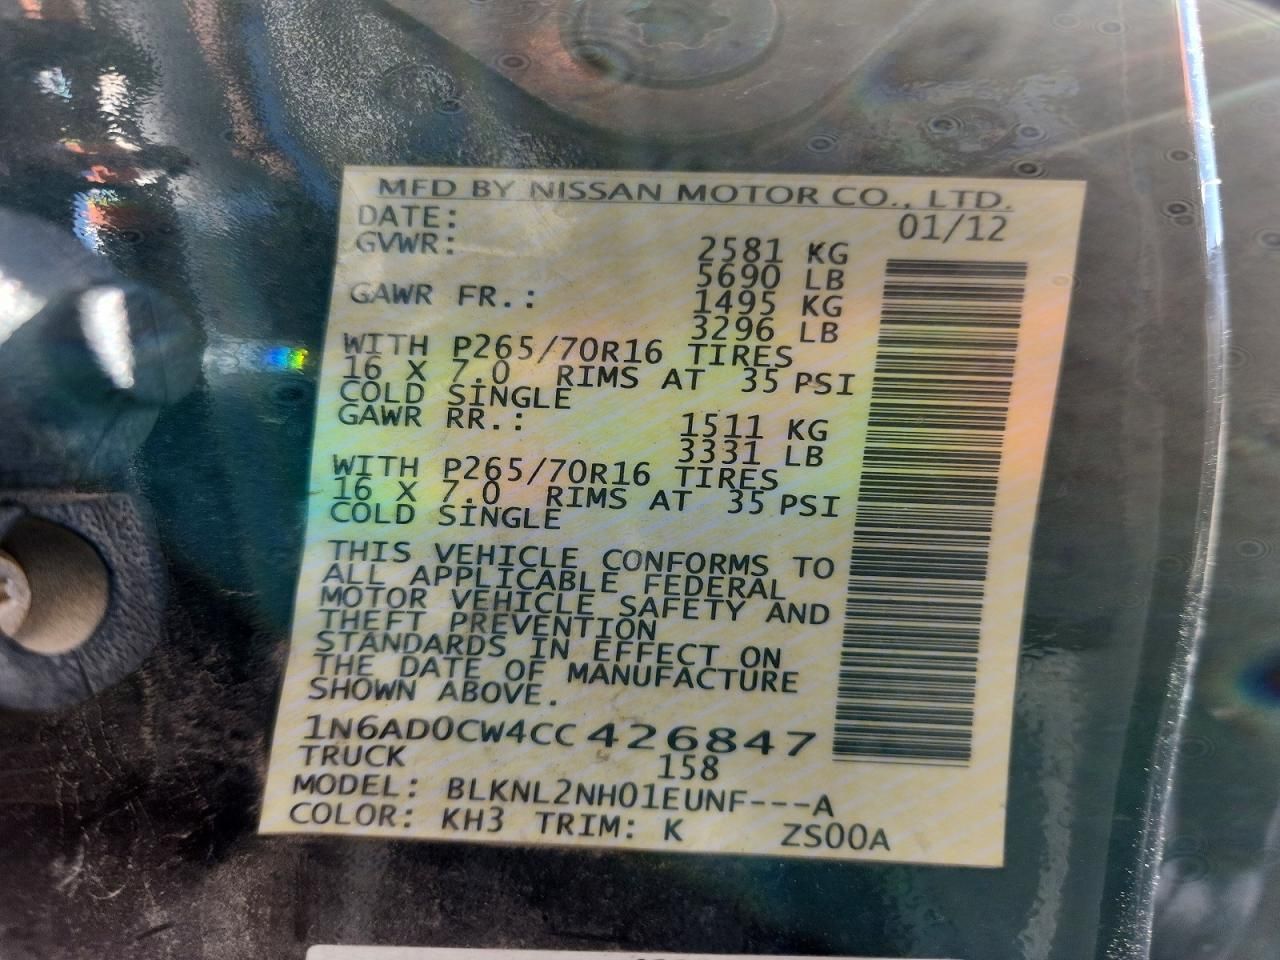 MFD BY NISSAN MOTOR CO., LTD.
DATE: 01/12
GVWR: 2581 KG
5690 LB
GAWR FR.: 1495 KG
3296 LB
WITH P265/70R16 TIRES
16 X 7.0 RIMS AT 35 PSI
COLD SINGLE
GAWR RR.: 1511 KG
3331 LB
WITH P265/70R16 TIRES
16 X 7.0 RIMS AT 35 PSI
COLD SINGLE
THIS VEHICLE CONFORMS TO
ALL APPLICABLE FEDERAL
MOTOR VEHICLE SAFETY AND
THEFT PREVENTION
STANDARDS IN EFFECT ON
THE DATE OF MANUFACTURE
SHOWN ABOVE.
1N6AD0CW4CC426847
TRUCK 158
MODEL: BLKNL2NH01EUNF---A
COLOR: KH3 TRIM: K ZS00A